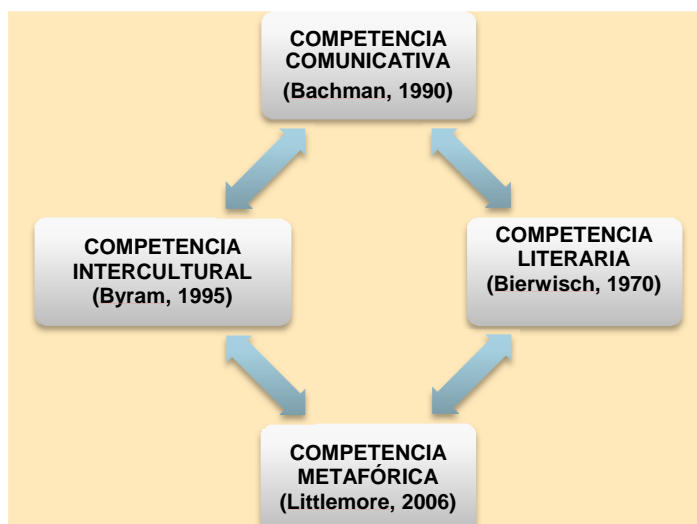 COMPETENCIA
COMUNICATIVA
(Bachman, 1990)
COMPETENCIA
INTERCULTURAL
(Byram, 1995)
COMPETENCIA
LITERARIA
(Bierwisch, 1970)
COMPETENCIA
METAFÓRICA
(Littlemore, 2006)